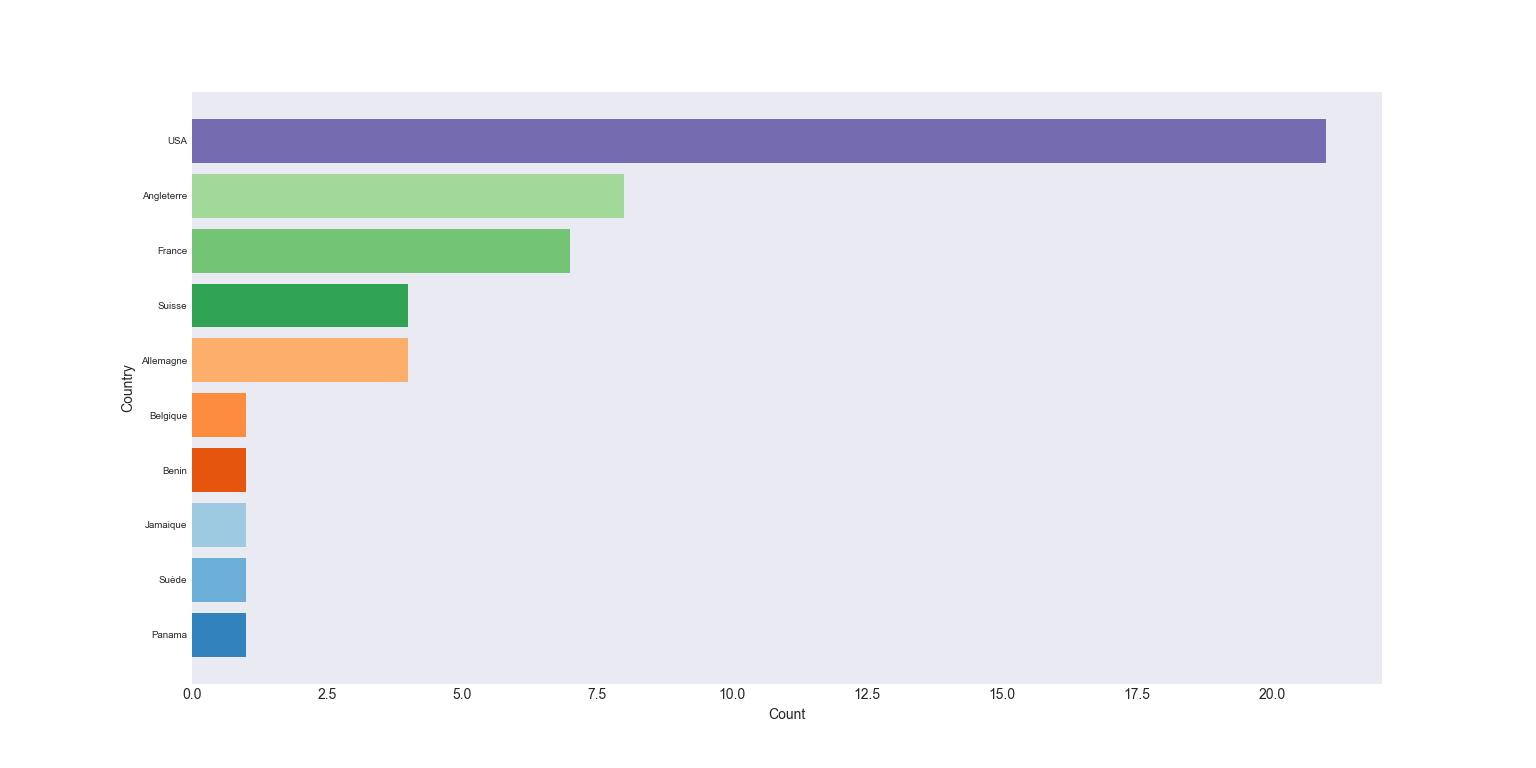 USA
Angleterre
France
Suisse
Allemagne
Belgique
Benin
Jamaique
Suède
Panama
Country
0.0 2.5 5.0 7.5 10.0 12.5 15.0 17.5 20.0
Count